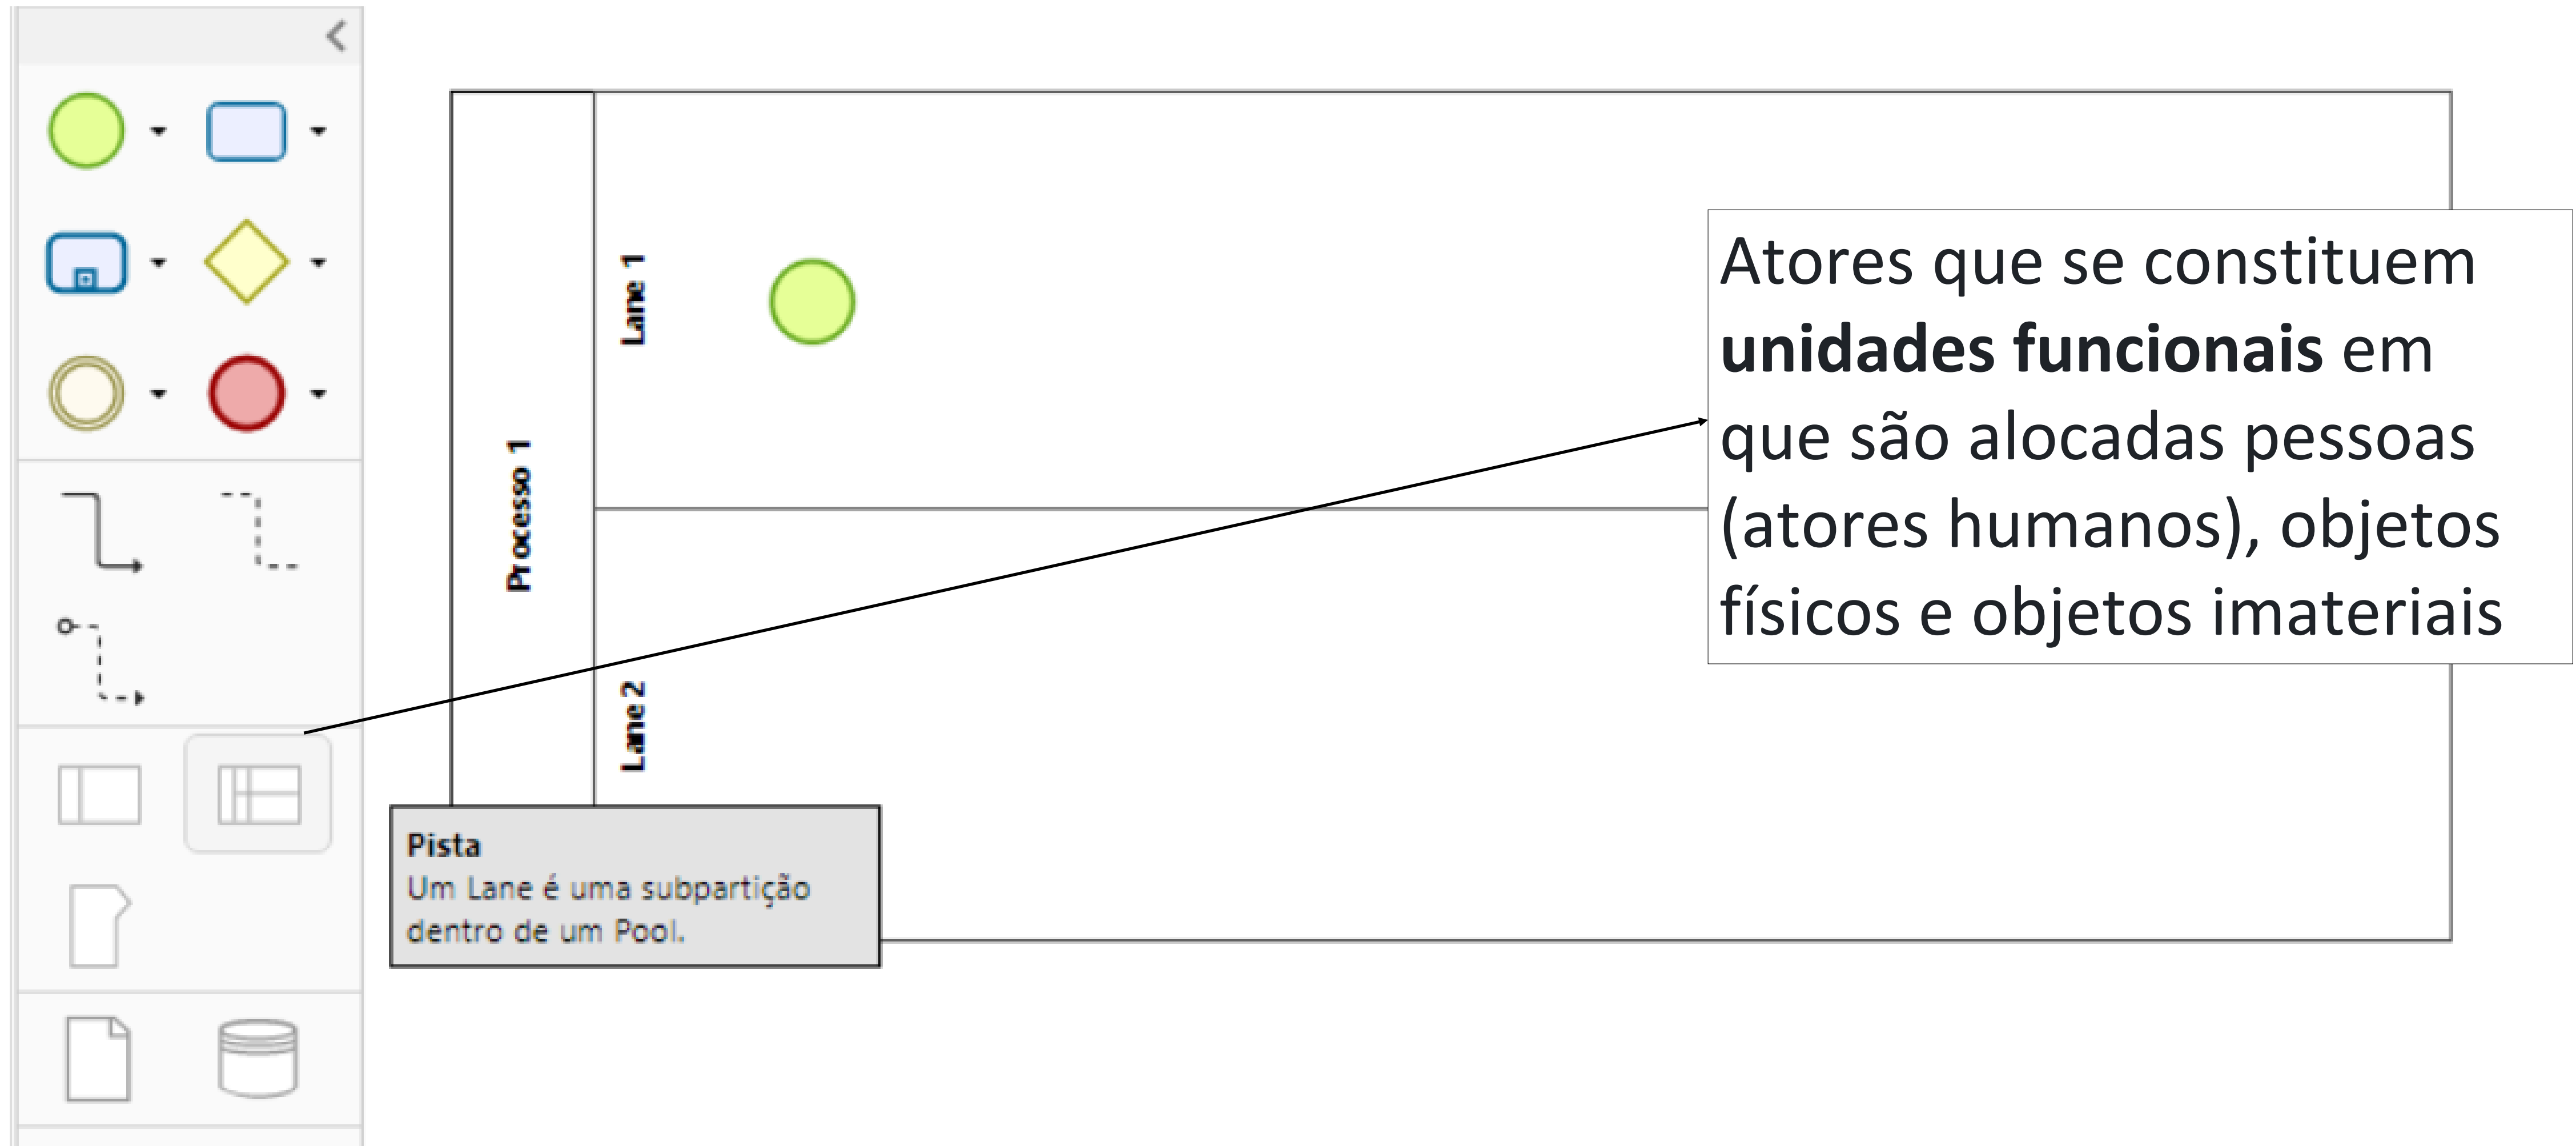 Processo 1
Lane 1
Lane 2
Atores que se constituem
unidades funcionais em
que são alocadas pessoas
(atores humanos), objetos
físicos e objetos imateriais
Pista
Um Lane é uma subpartição
dentro de um Pool.